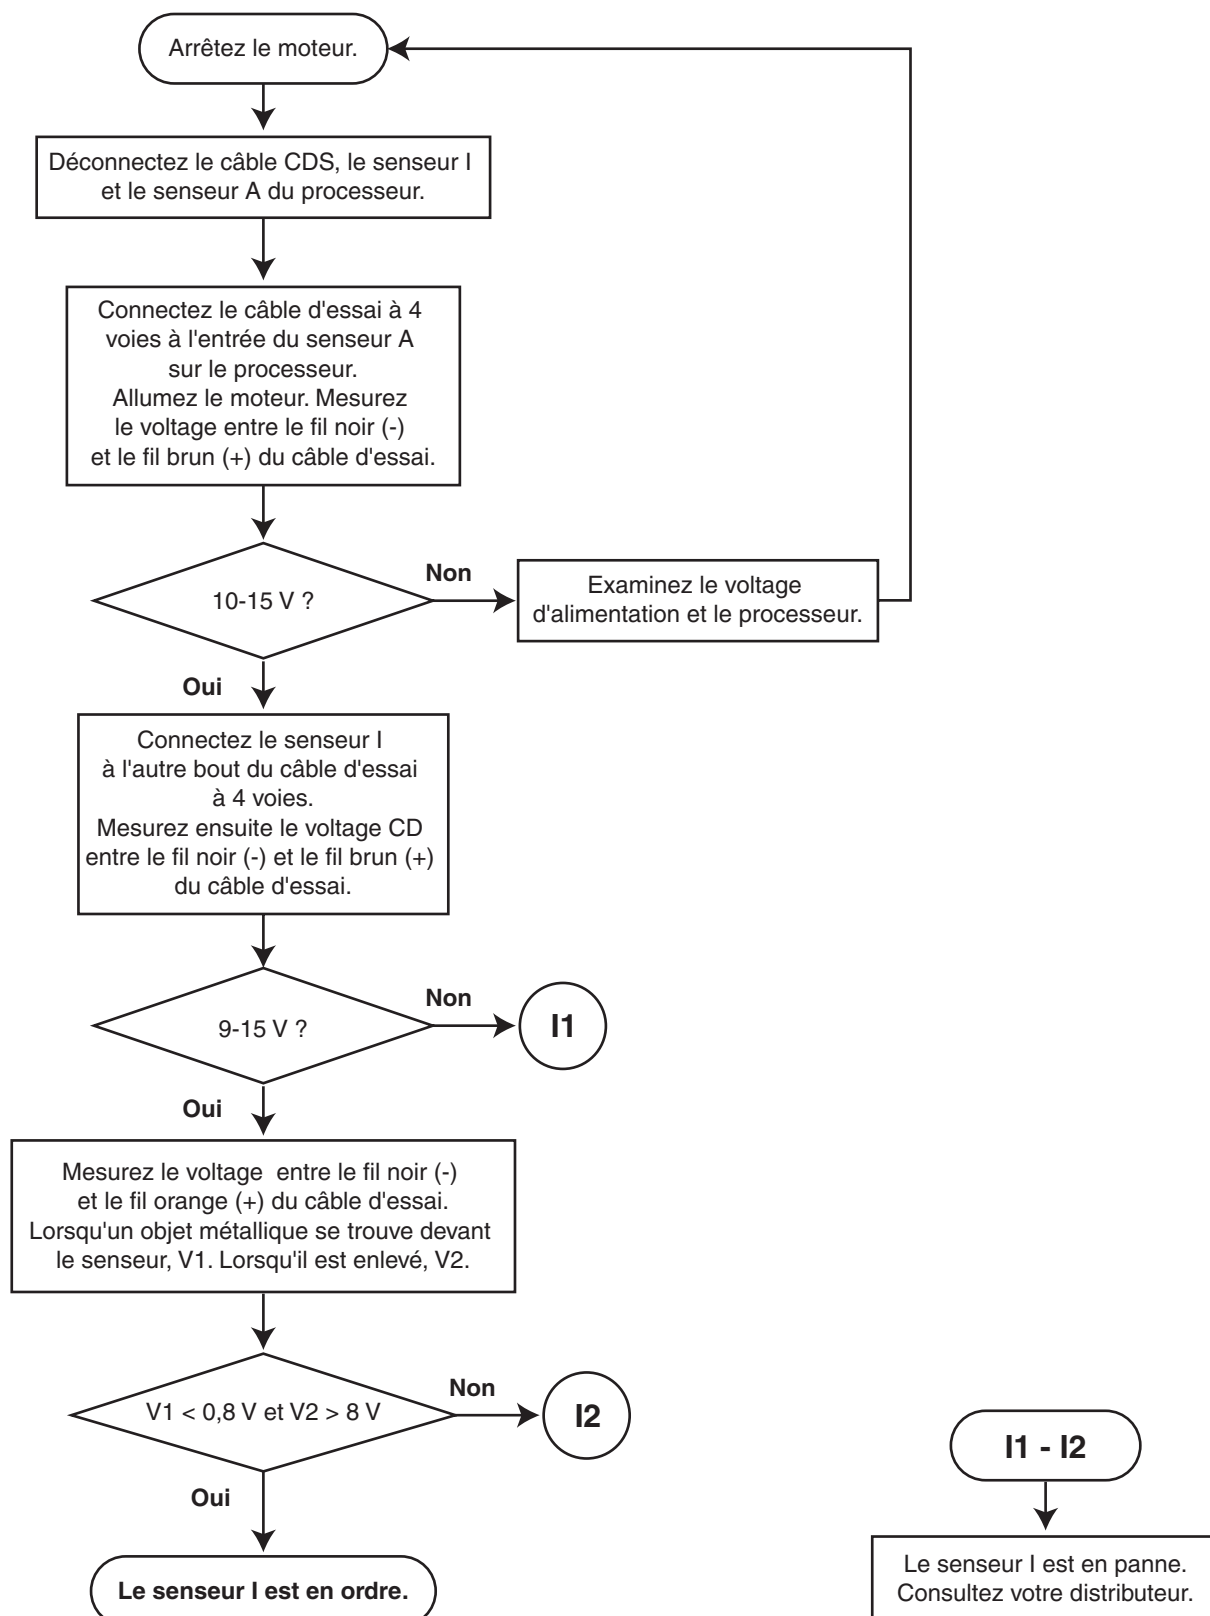 Arrêtez le moteur.
Déconnectez le câble CDS, le senseur I
et le senseur A du processeur.
Connectez le câble d'essai à 4
voies à l'entrée du senseur A
sur le processeur.
Allumez le moteur. Mesurez
le voltage entre le fil noir (-)
et le fil brun (+) du câble d'essai.
10-15 V ?
Non
Examinez le voltage
d'alimentation et le processeur.
Oui
Connectez le senseur I
à l'autre bout du câble d'essai
à 4 voies.
Mesurez ensuite le voltage CD
entre le fil noir (-) et le fil brun (+)
du câble d'essai.
9-15 V ?
Non
I1
Oui
Mesurez le voltage entre le fil noir (-)
et le fil orange (+) du câble d'essai.
Lorsqu'un objet métallique se trouve devant
le senseur, V1. Lorsqu'il est enlevé, V2.
V1 < 0,8 V et V2 > 8 V
Non
I2
Oui
Le senseur I est en ordre.
I1 - I2
Le senseur I est en panne.
Consultez votre distributeur.